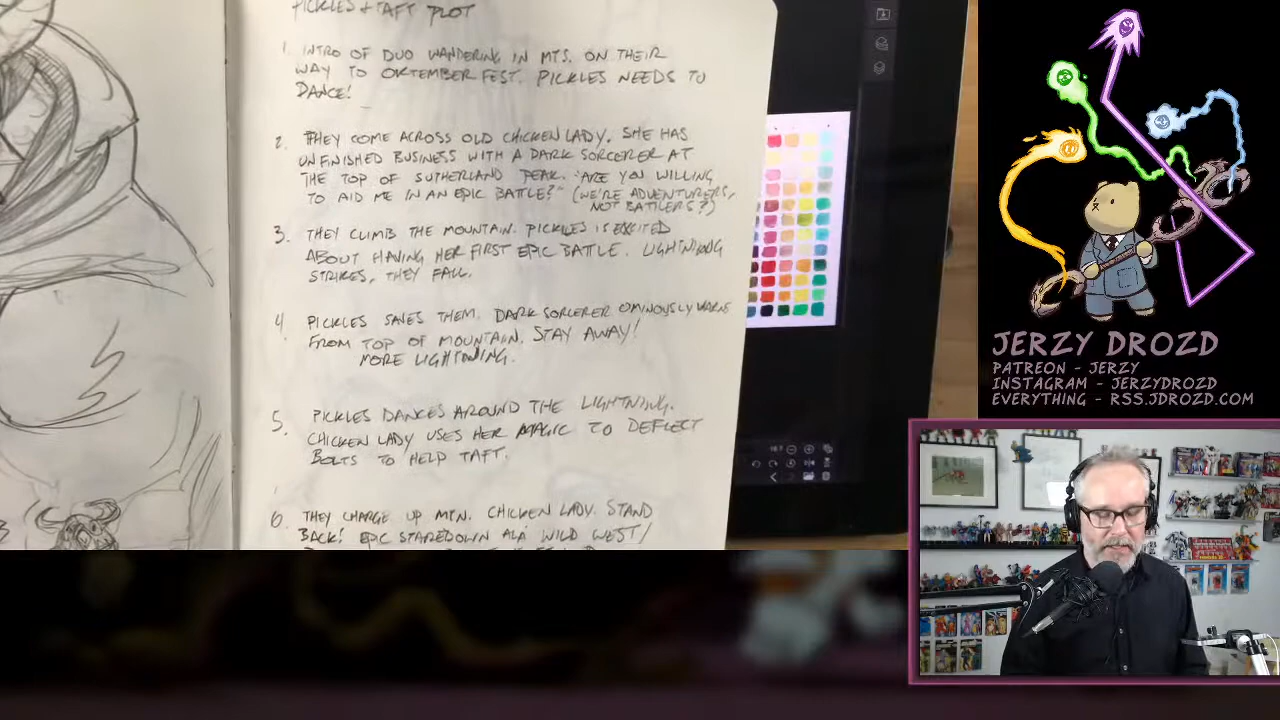 PICKLES & TAFT PLOT
1. INTRO OF DUO WANDERING IN MTS. ON THEIR
WAY TO OKTEMBER FEST. PICKLES NEEDS TO
DANCE!
2. THEY COME ACROSS OLD CHICKEN LADY. SHE HAS
UNFINISHED BUSINESS WITH A DARK SORCERER AT
THE TOP OF SUTHERLAND PEAK. "ARE YOU WILLING
TO AID ME IN AN EPIC BATTLE?" (WE'RE ADVENTURERS,
NOT BATTLERS?)
3. THEY CLIMB THE MOUNTAIN. PICKLES IS EXCITED
ABOUT HAVING HER FIRST EPIC BATTLE. LIGHTNING
STRIKES, THEY FALL.
4 PICKLES SAVES THEM. DARK SORCERER OMINOUSLY WARNS
FROM TOP OF MOUNTAIN. STAY AWAY!
MORE LIGHTNING.
5. PICKLES DANCES AROUND THE LIGHTNING.
CHICKEN LADY USES HER MAGIC TO DEFLECT
BOLTS TO HELP TAFT.
6. THEY CHARGE UP MTN. CHICKEN LADY. STAND
BACK! EPIC STAREDOWN ALA WILD WEST/
JERZY DROZD
PATREON - JERZY
INSTAGRAM - JERZYDROZD
EVERYTHING - RSS.JDROZD.COM